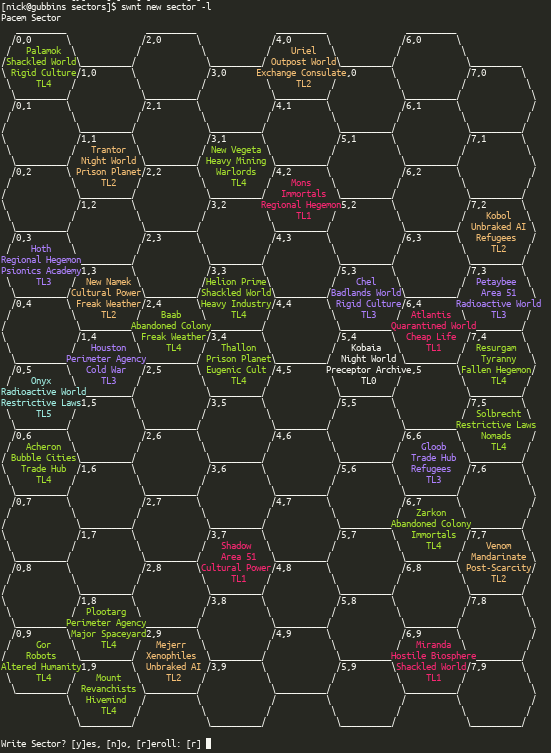 [nick@gubbins sectors]$ swnt new sector -l
Pacem Sector
0,0 2,0 4,0 6,0
Palamok Uriel
Shackled World Outpost World
Rigid Culture 1,0 3,0 Exchange Consulate,0 7,0
TL4 TL2
0,1 2,1 4,1 6,1
1,1 3,1 5,1 7,1
Trantor New Vegeta
Night World Heavy Mining
0,2 Prison Planet 2,2 Warlords 4,2 6,2
TL2 TL4 Mons
Immortals
1,2 3,2 Regional Hegemon 5,2 7,2
TL1 Kobol
Unbraked AI
0,3 2,3 4,3 6,3 Refugees
Hoth TL2
Regional Hegemon
Psionics Academy 1,3 3,3 5,3 7,3
TL3 New Namek Helion Prime Chel Petaybee
Cultural Power Shackled World Badlands World Area 51
0,4 Freak Weather 2,4 Heavy Industry 4,4 Rigid Culture 6,4 Radioactive World
TL2 Baab TL4 TL3 Atlantis TL3
Abandoned Colony Quarantined World
1,4 Freak Weather 3,4 5,4 Cheap Life 7,4
Houston TL4 Thallon Kobaia TL1 Resurgam
Perimeter Agency Prison Planet Night World Tyranny
0,5 Cold War 2,5 Eugenic Cult 4,5 Preceptor Archive,5 Fallen Hegemon
Onyx TL3 TL4 TL0 TL4
Radioactive World
Restrictive Laws1,5 3,5 5,5 7,5
TL5 Solbrecht
Restrictive Laws
0,6 2,6 4,6 6,6 Nomads
Acheron Gloob TL4
Bubble Cities Trade Hub
Trade Hub 1,6 3,6 5,6 Refugees 7,6
TL4 TL3
0,7 2,7 4,7 6,7
Zarkon
Abandoned Colony
1,7 3,7 5,7 Immortals 7,7
Shadow TL4 Venom
Area 51 Mandarinate
0,8 2,8 Cultural Power 4,8 6,8 Post-Scarcity
TL1 TL2
1,8 3,8 5,8 7,8
Plootarg
Perimeter Agency
0,9 Major Spaceyard 2,9 4,9 6,9
Gor TL4 Mejerr Miranda
Robots Xenophiles Hostile Biosphere
Altered Humanity 1,9 Unbraked AI 3,9 5,9 Shackled World 7,9
TL4 Mount TL2 TL1
Revanchists
Hivemind
TL4
Write Sector? [y]es, [n]o, [r]eroll: [r]